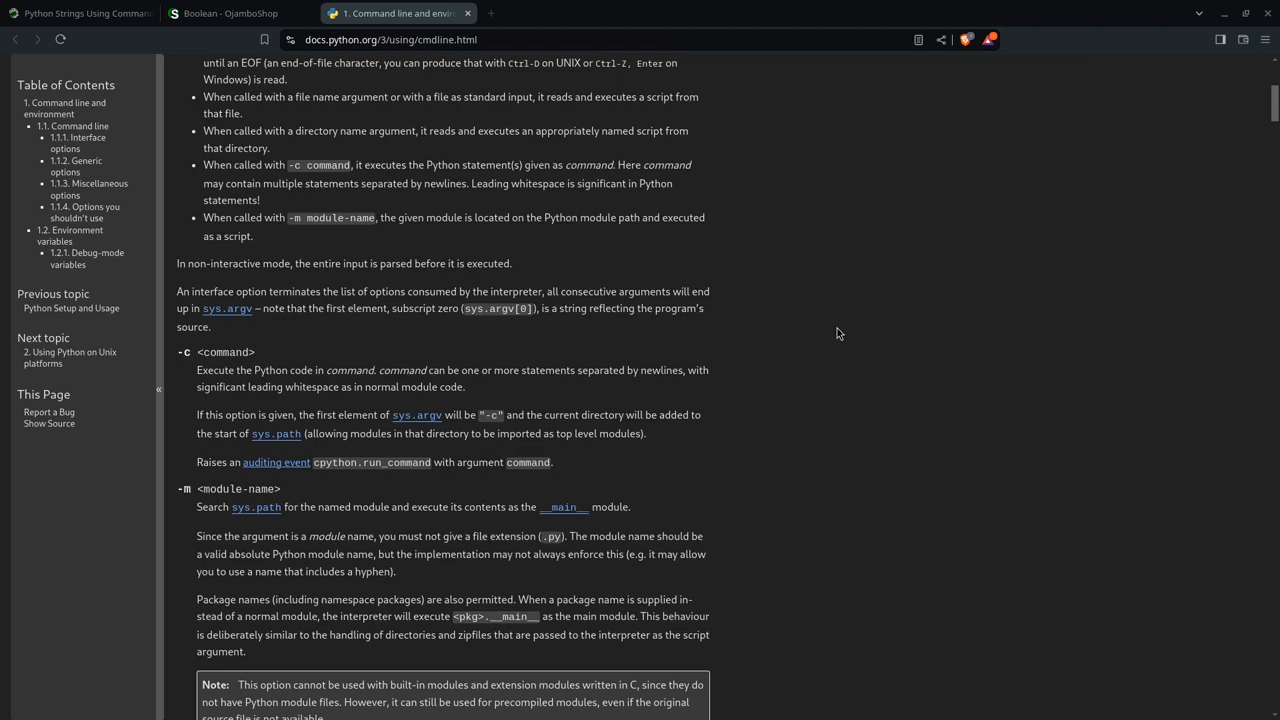 Python Strings Using Comman
Boolean - OjamboShop
1. Command line and enviro
docs.python.org/3/using/cmdline.html
Table of Contents
1. Command line and
environment
1.1. Command line
1.1.1. Interface
options
1.1.2. Generic
options
1.1.3. Miscellaneous
options
1.1.4. Options you
shouldn't use
1.2. Environment
variables
1.2.1. Debug-mode
variables
Previous topic
Python Setup and Usage
Next topic
2. Using Python on Unix
platforms
This Page
Report a Bug
Show Source
«
until an EOF (an end-of-file character, you can produce that with Ctrl-D on UNIX or Ctrl-Z, Enter on
Windows) is read.
• When called with a file name argument or with a file as standard input, it reads and executes a script from
that file.
• When called with a directory name argument, it reads and executes an appropriately named script from
that directory.
• When called with -c command, it executes the Python statement(s) given as command. Here command
may contain multiple statements separated by newlines. Leading whitespace is significant in Python
statements!
• When called with -m module-name, the given module is located on the Python module path and executed
as a script.
In non-interactive mode, the entire input is parsed before it is executed.
An interface option terminates the list of options consumed by the interpreter, all consecutive arguments will end
up in sys.argv – note that the first element, subscript zero (sys.argv[0]), is a string reflecting the program's
source.
-c <command>
Execute the Python code in command. command can be one or more statements separated by newlines, with
significant leading whitespace as in normal module code.
If this option is given, the first element of sys.argv will be "-c" and the current directory will be added to
the start of sys.path (allowing modules in that directory to be imported as top level modules).
Raises an auditing event cpython.run_command with argument command.
-m <module-name>
Search sys.path for the named module and execute its contents as the __main__ module.
Since the argument is a module name, you must not give a file extension (.py). The module name should be
a valid absolute Python module name, but the implementation may not always enforce this (e.g. it may allow
you to use a name that includes a hyphen).
Package names (including namespace packages) are also permitted. When a package name is supplied in-
stead of a normal module, the interpreter will execute <pkg>.__main__ as the main module. This behaviour
is deliberately similar to the handling of directories and zipfiles that are passed to the interpreter as the script
argument.
Note: This option cannot be used with built-in modules and extension modules written in C, since they do
not have Python module files. However, it can still be used for precompiled modules, even if the original
source file is not available.